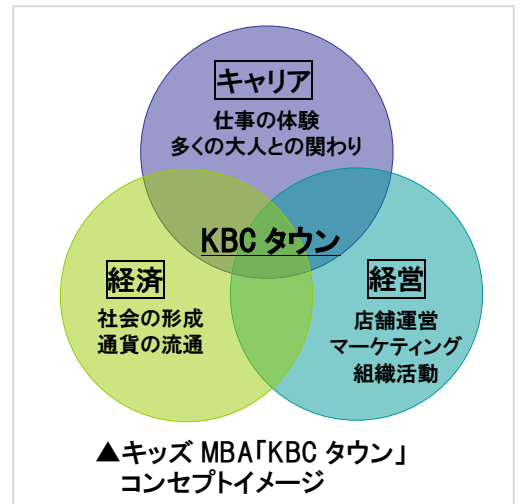 キャリア
仕事の体験
多くの大人との関わり
KBC タウン
経済
社会の形成
通貨の流通
経営
店舗運営
マーケティング
組織活動
▲キッズ MBA「KBC タウン」
コンセプトイメージ